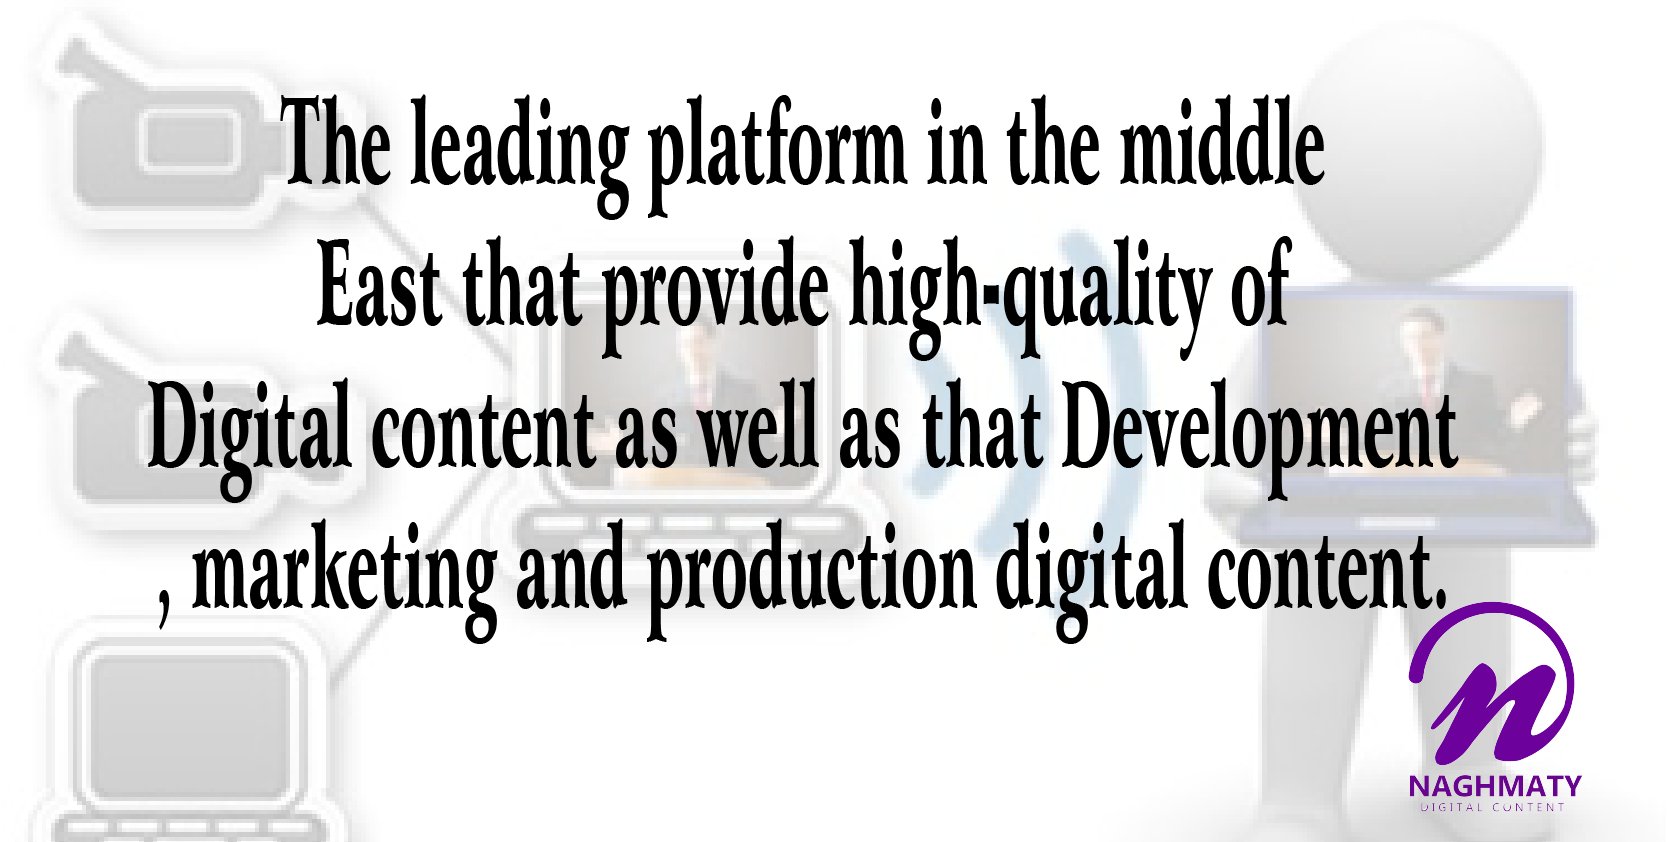 The leading platform in the middle
East that provide high-quality of
Digital content as well as that Development
, marketing and production digital content.
n
NAGHMATY
DIGITAL CONTENT